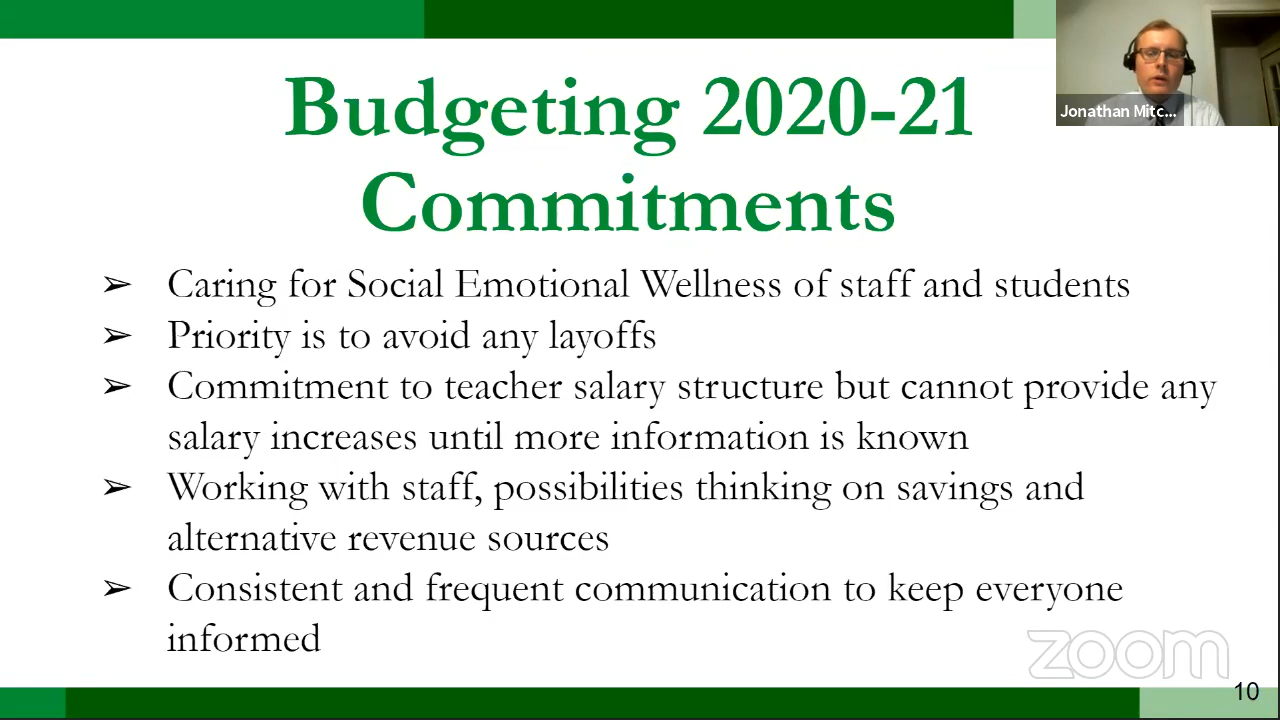 Budgeting 2020-21
Commitments
Jonathan Mitc...
➢ Caring for Social Emotional Wellness of staff and students
➢ Priority is to avoid any layoffs
➢ Commitment to teacher salary structure but cannot provide any
salary increases until more information is known
➢ Working with staff, possibilities thinking on savings and
alternative revenue sources
➢ Consistent and frequent communication to keep everyone
informed
zoom
10